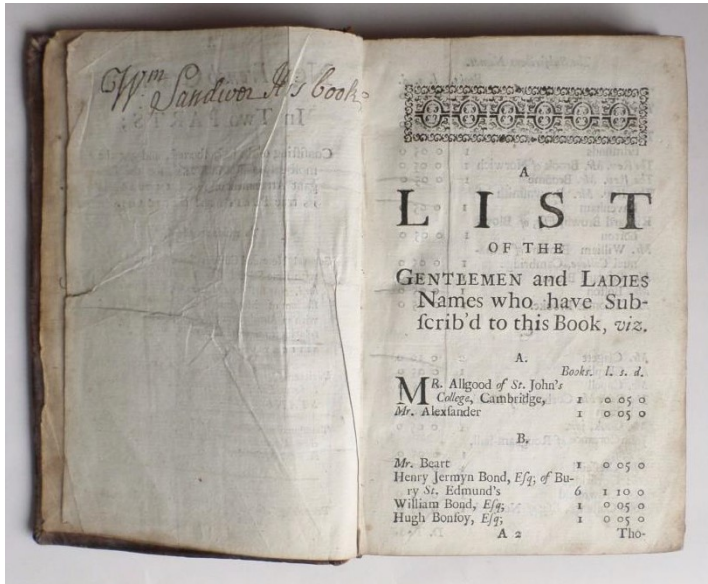 Wm Sandwor It's book
A
LIST
OF THE
GENTLEMEN and LADIES
Names who have Sub-
ſcrib'd to this Book, viz.
A.
Books. l. s. d.
MR. Allgood of St. John's
College, Cambridge, 1 0 05 0
Mr. Alexſander 1 0 05 0
B.
Mr. Beart 1 0 05 0
Henry Jermyn Bond, Eſq; of Bu-
ry St. Edmund's 6 1 10 0
William Bond, Eſq; 1 0 05 0
Hugh Bonfoy, Eſq; 1 0 05 0
A 2 Tho-